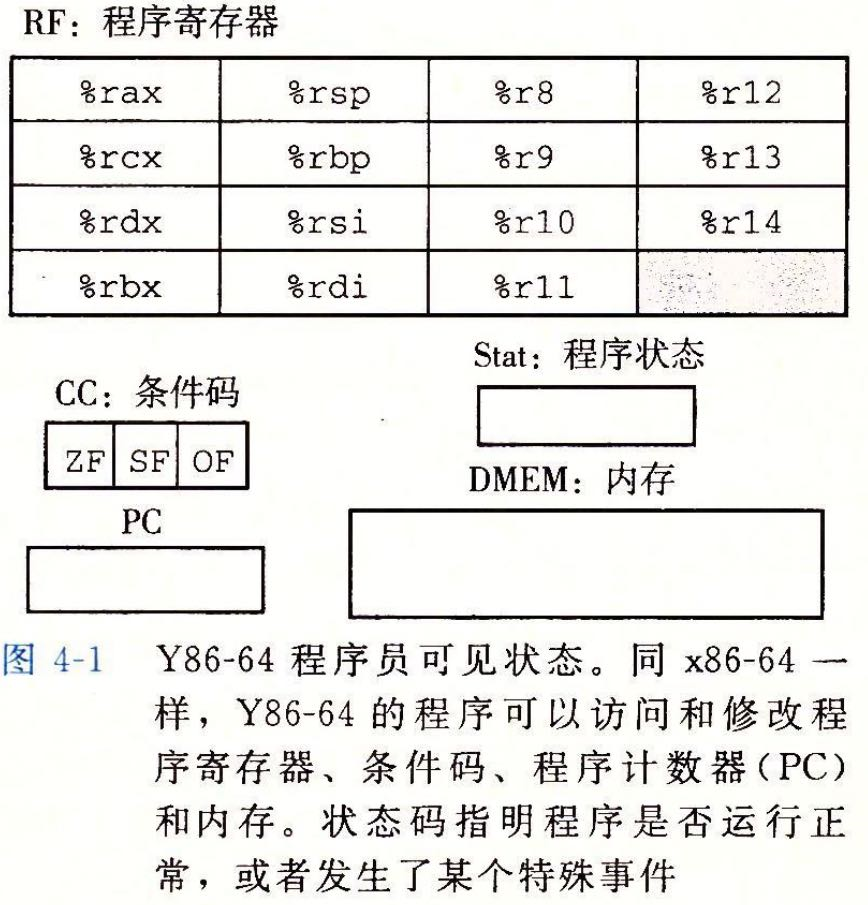 RF：程序寄存器
%rax %rsp %r8 %r12
%rcx %rbp %r9 %r13
%rdx %rsi %r10 %r14
%rbx %rdi %r11
Stat：程序状态
CC：条件码
ZF SF OF
DMEM：内存
PC
图 4-1 Y86-64 程序员可见状态。同 x86-64 一
样，Y86-64 的程序可以访问和修改程
序寄存器、条件码、程序计数器(PC)
和内存。状态码指明程序是否运行正
常，或者发生了某个特殊事件